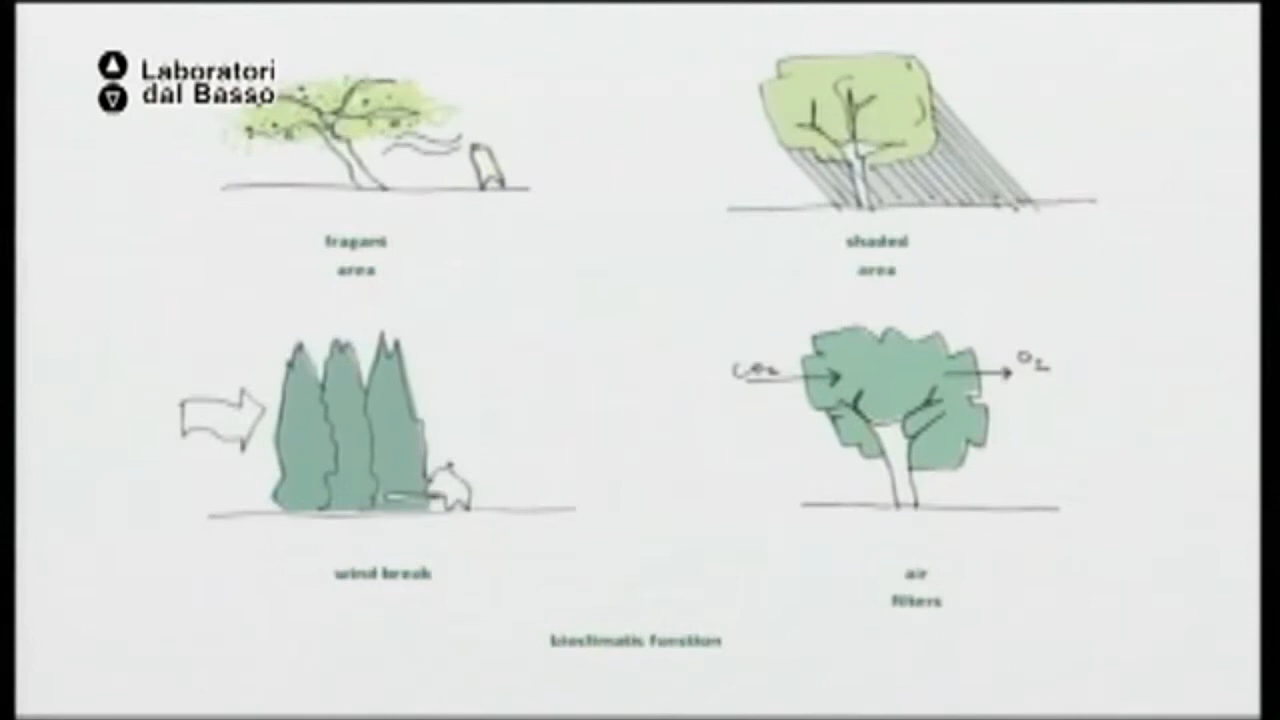 Laboratori
dal Basso
fragant
area
shaded
area
CO2
O2
wind break
air
filters
bioclimatic function